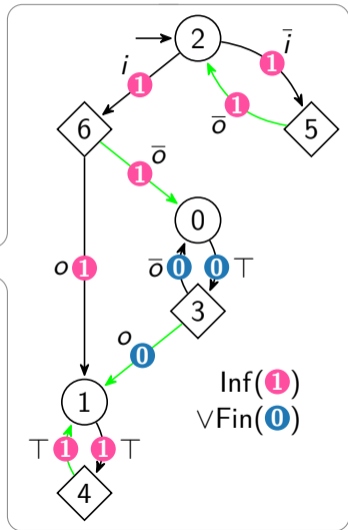 2
i 1
1 i̅
6
1
o̅
5
1 o̅
0
o 1
o̅ 0 0 ⊤
3
o
0
Inf(1)
∨Fin(0)
1
⊤ 1 1 ⊤
4